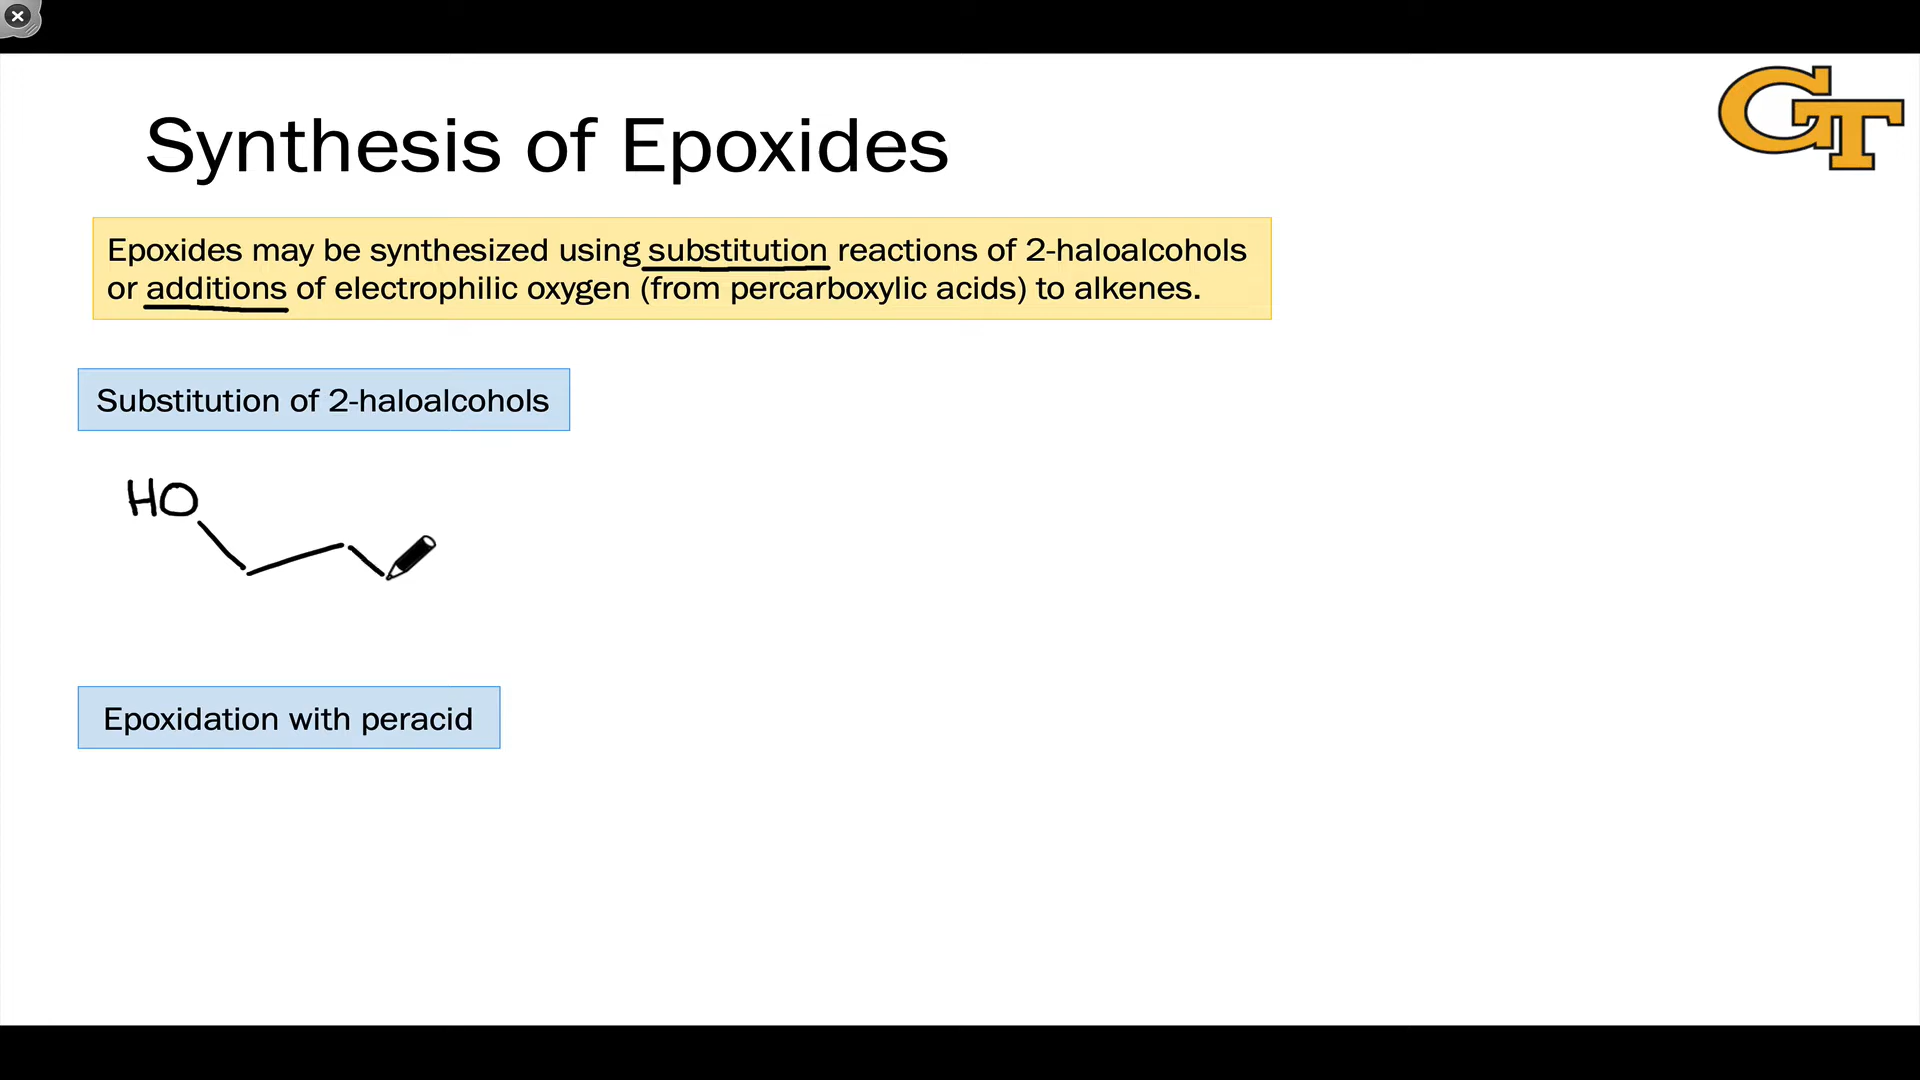 GT
Synthesis of Epoxides
Epoxides may be synthesized using substitution reactions of 2-haloalcohols
or additions of electrophilic oxygen (from percarboxylic acids) to alkenes.
Substitution of 2-haloalcohols
HO
Epoxidation with peracid